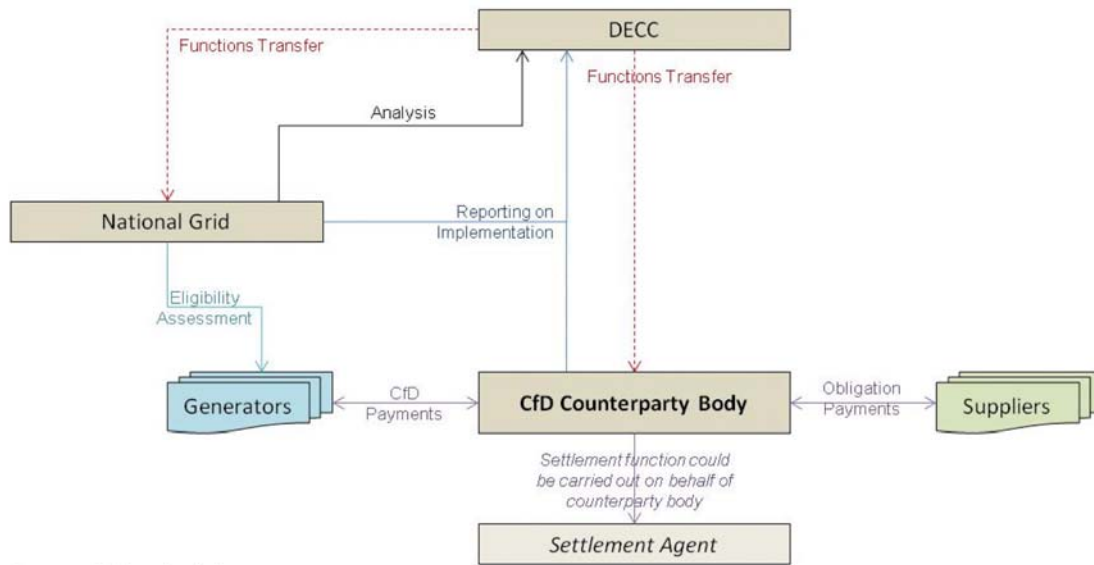 DECC
Functions Transfer
Functions Transfer
Analysis
National Grid
Reporting on
Implementation
Eligibility
Assessment
Generators
CfD
Payments
CfD Counterparty Body
Obligation
Payments
Suppliers
Settlement function could
be carried out on behalf of
counterparty body
Settlement Agent